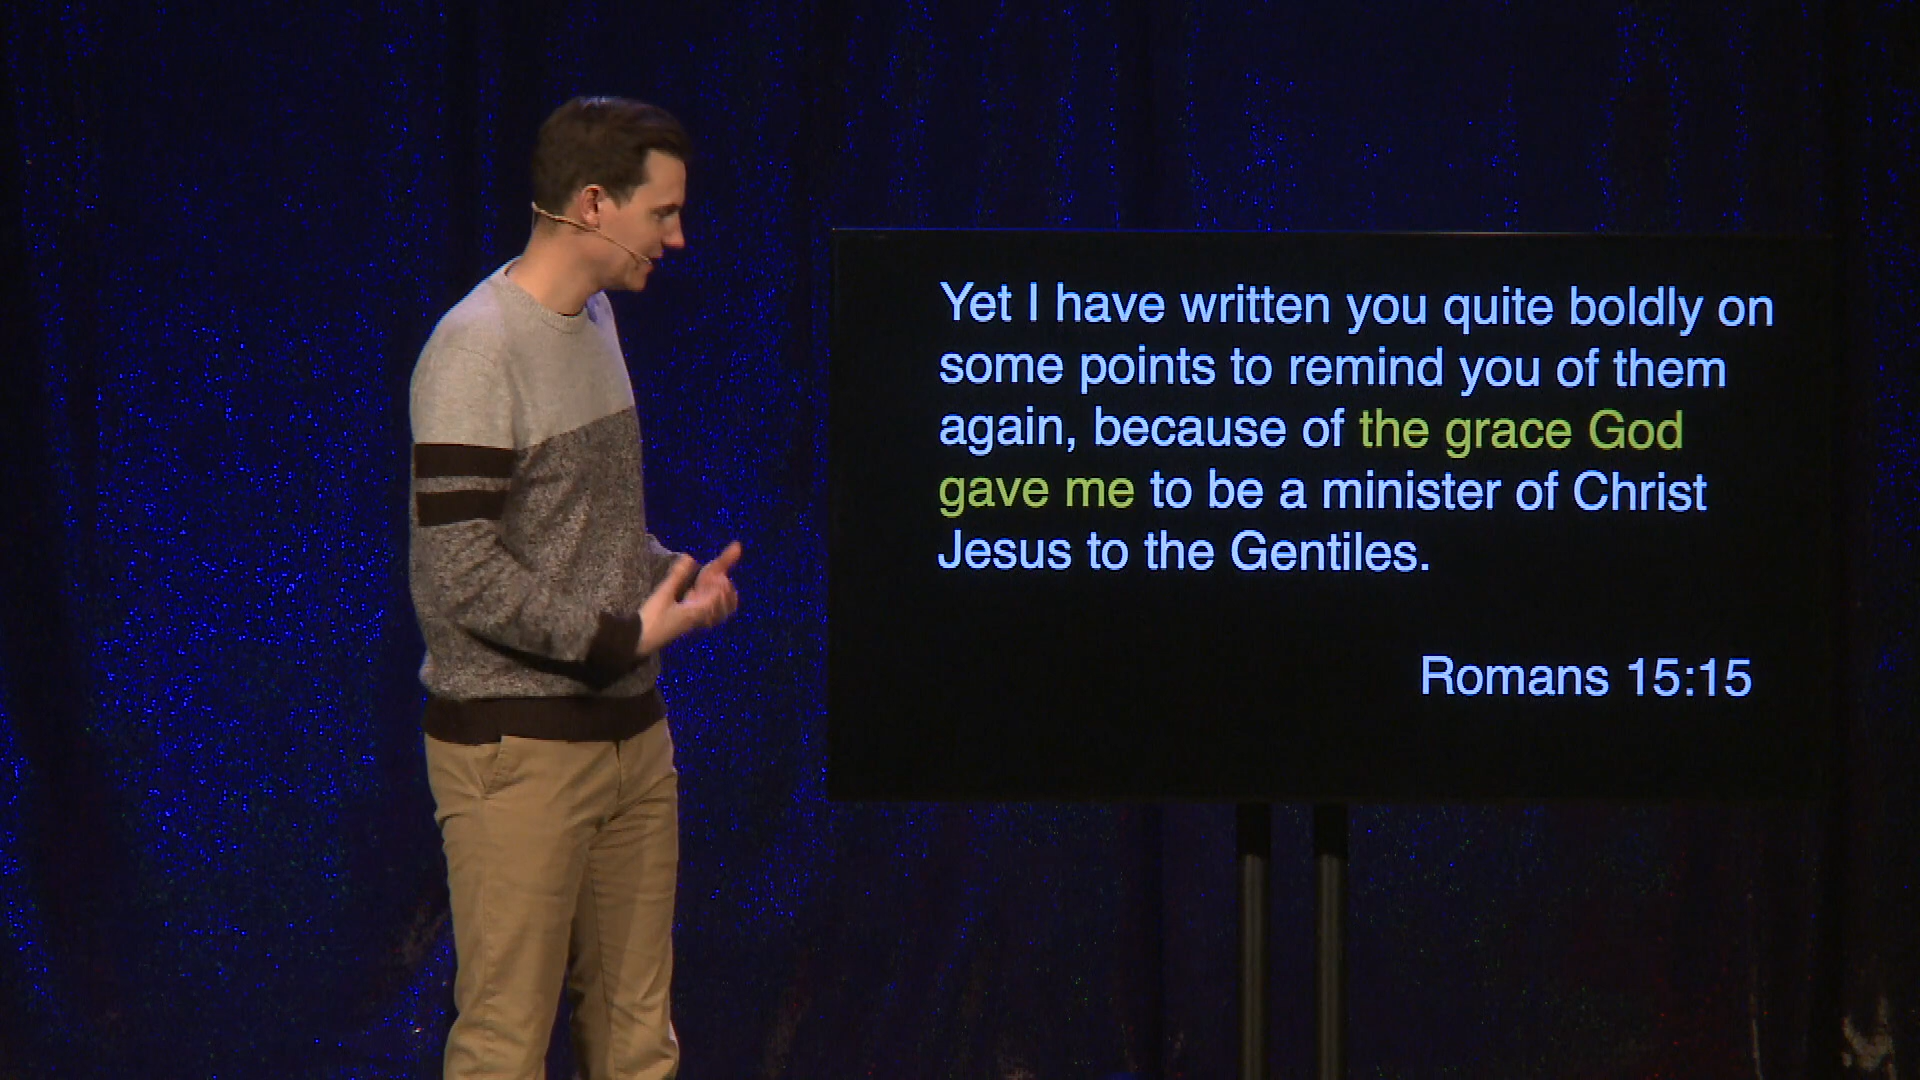 Yet I have written you quite boldly on
some points to remind you of them
again, because of the grace God
gave me to be a minister of Christ
Jesus to the Gentiles.
Romans 15:15